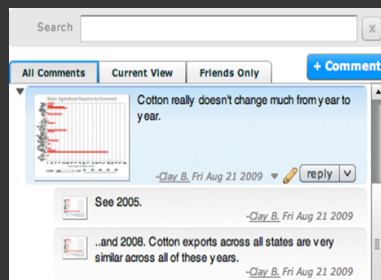 Search
x
All Comments
Current View
Friends Only
+ Comment
Cotton really doesn't change much from year to
year.
-Clay B. Fri Aug 21 2009
reply
See 2005.
-Clay B. Fri Aug 21 2009
..and 2008. Cotton exports across all states are very
similar across all of these years.
-Clay B. Fri Aug 21 2009